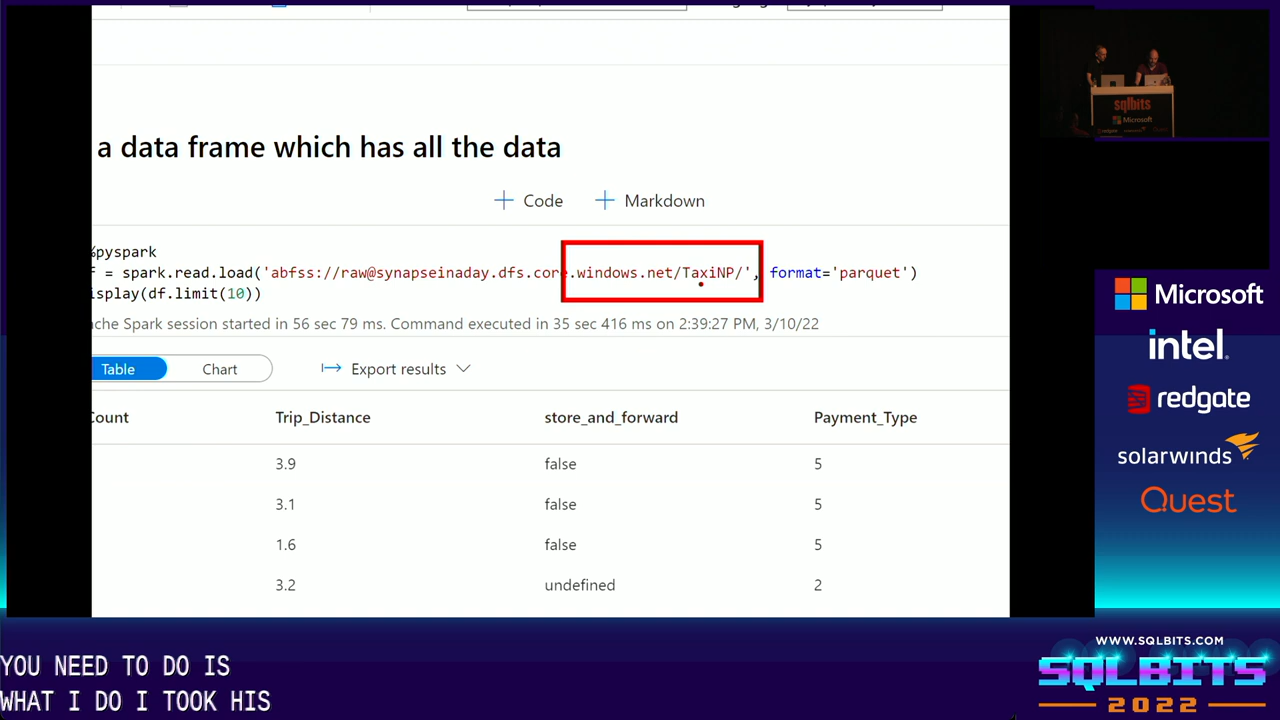 a data frame which has all the data
Code
Markdown
%pyspark
f = spark.read.load('abfss://raw@synapseinaday.dfs.core.windows.net/TaxiNP/', format='parquet')
isplay(df.limit(10))
ache Spark session started in 56 sec 79 ms. Command executed in 35 sec 416 ms on 2:39:27 PM, 3/10/22
Table
Chart
Export results
Count
Trip_Distance
store_and_forward
Payment_Type
3.9
false
5
3.1
false
5
1.6
false
5
3.2
undefined
2
sqlbits
Microsoft
redgate
Microsoft
intel.
redgate
solarwinds
Quest
YOU NEED TO DO IS
WHAT I DO I TOOK HIS
WWW.SQLBITS.COM
SQLBITS
2022